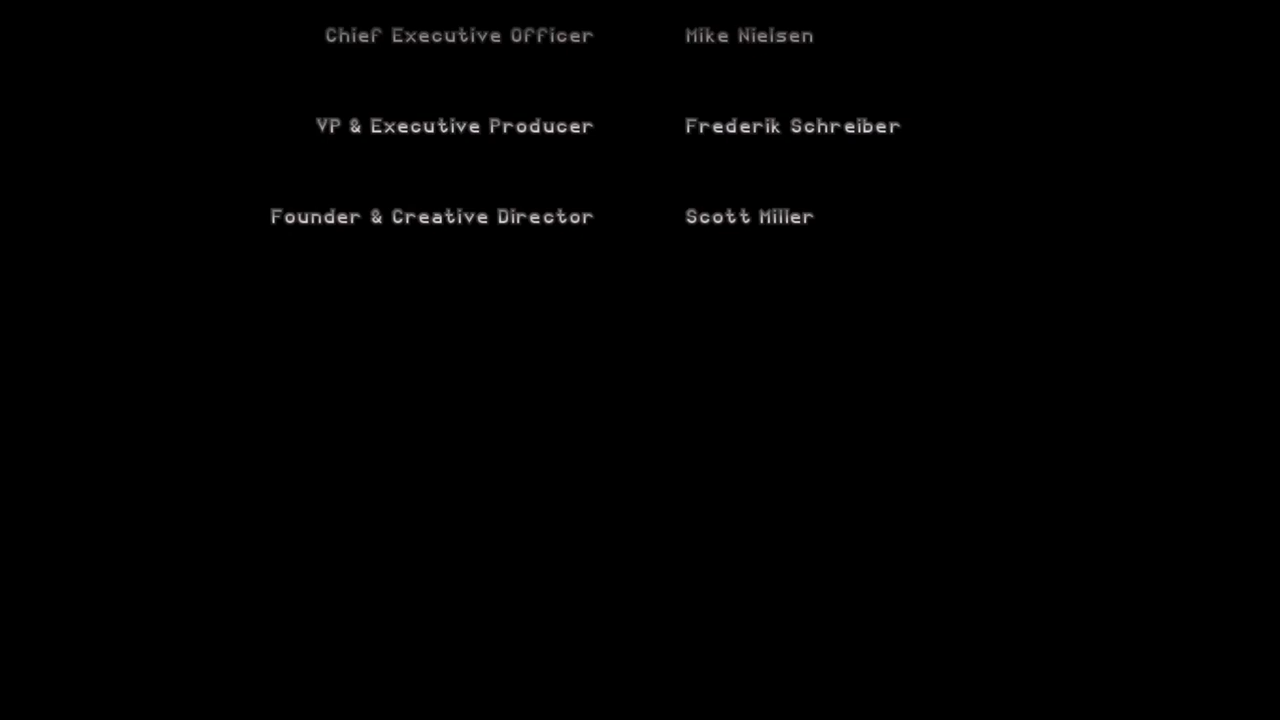 Chief Executive Officer Mike Nielsen
VP & Executive Producer Frederik Schreiber
Founder & Creative Director Scott Miller